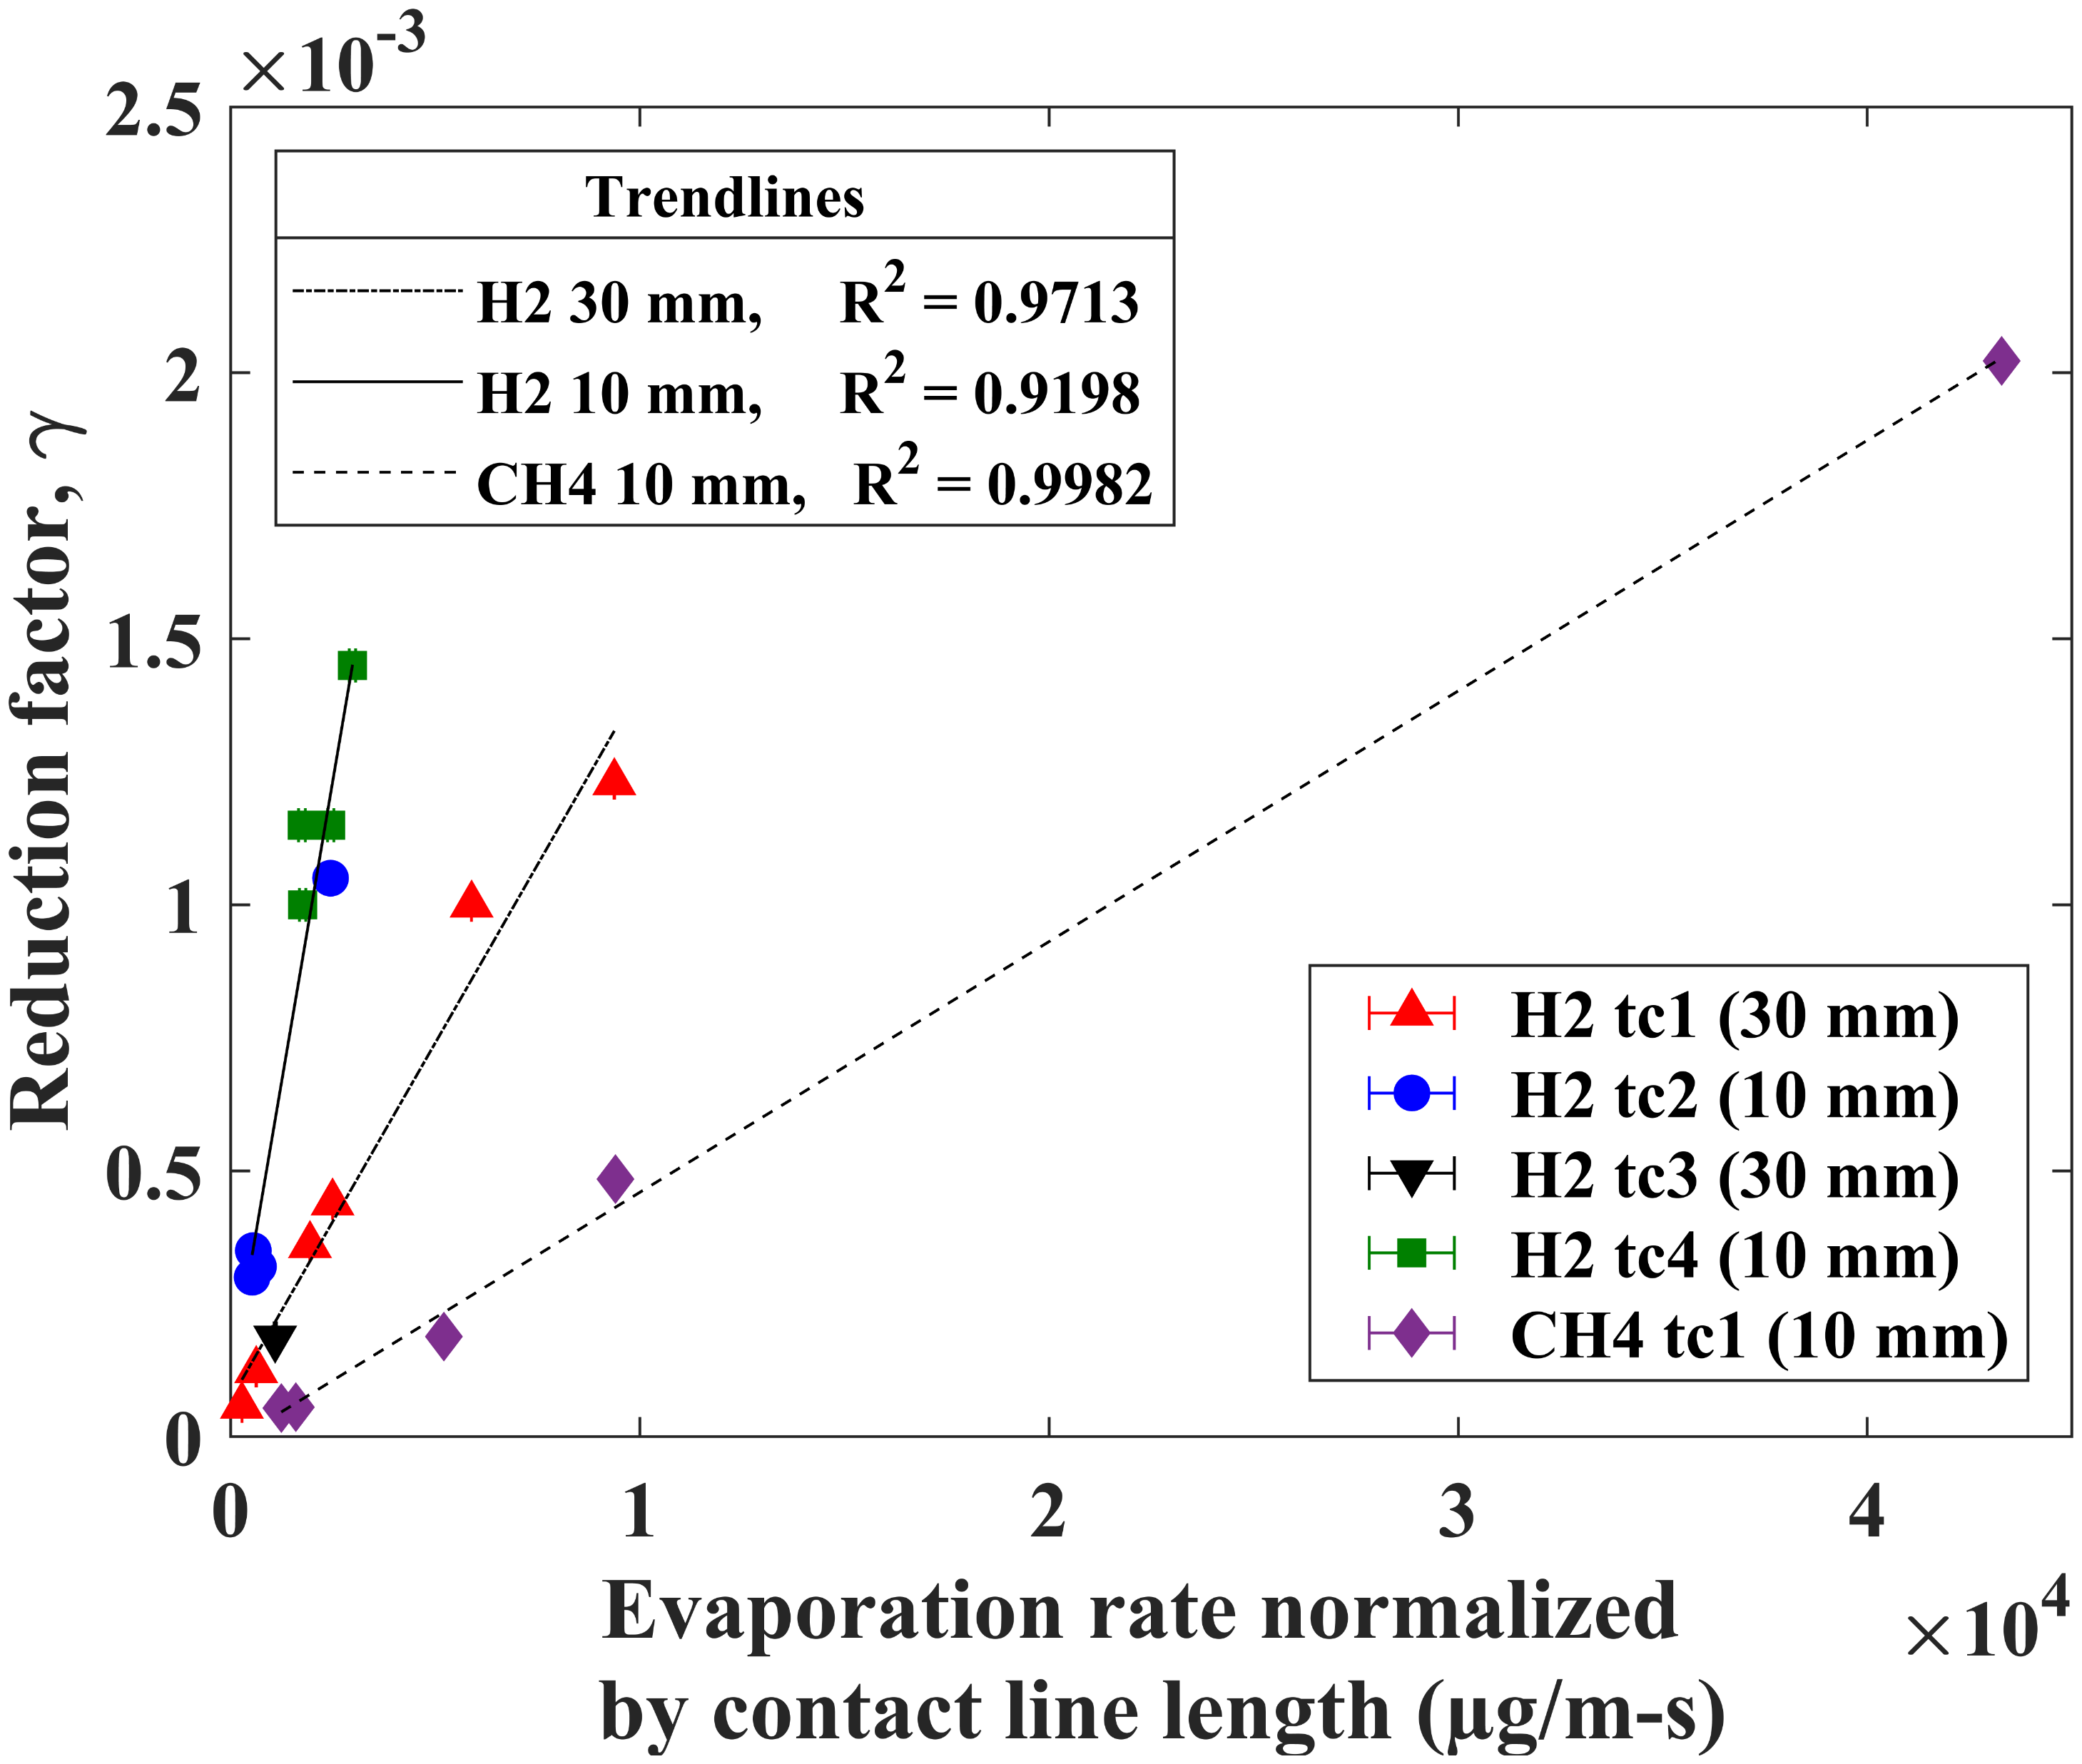 ×10-3
2.5
2
1.5
1
0.5
0
Reduction factor, γ
Trendlines
H2 30 mm, R2 = 0.9713
H2 10 mm, R2 = 0.9198
CH4 10 mm, R2 = 0.9982
H2 tc1 (30 mm)
H2 tc2 (10 mm)
H2 tc3 (30 mm)
H2 tc4 (10 mm)
CH4 tc1 (10 mm)
0 1 2 3 4
×104
Evaporation rate normalized
by contact line length (μg/m-s)